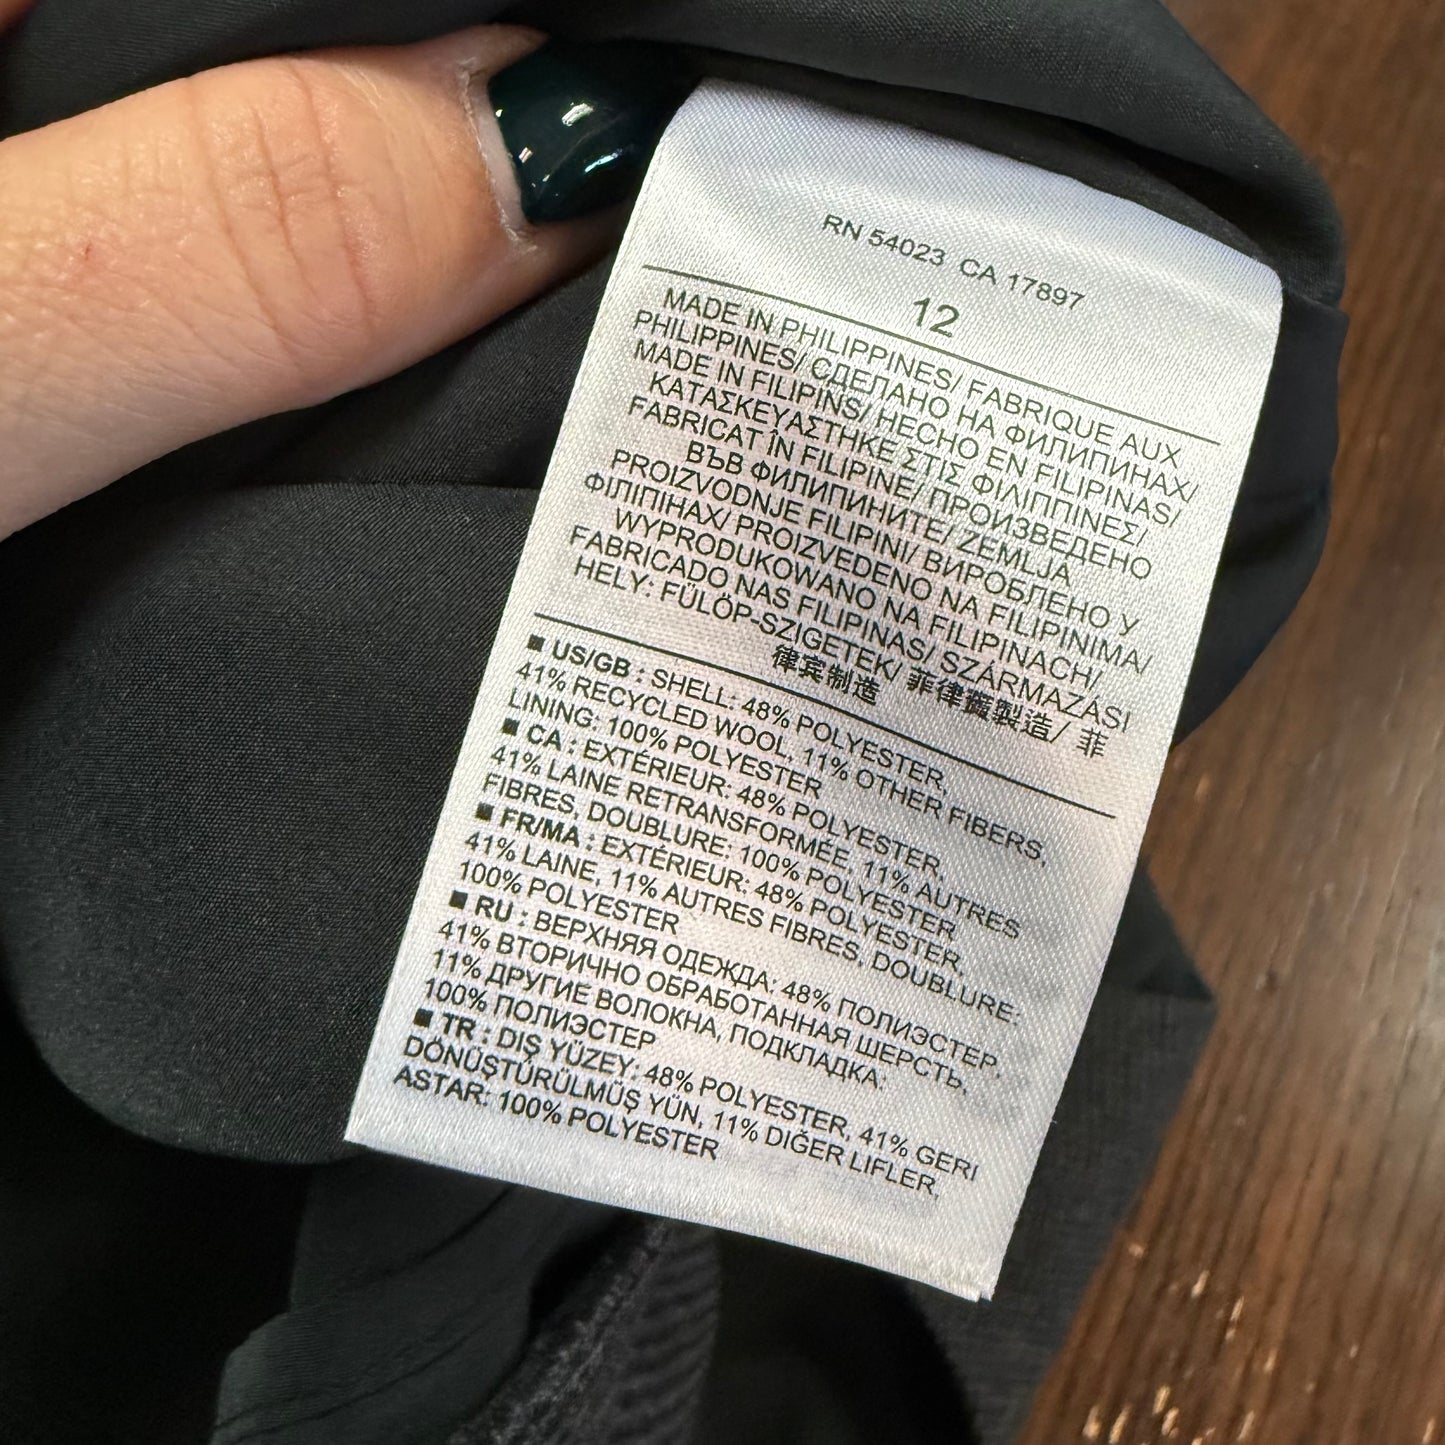 RN 54023 CA 17897
12
MADE IN PHILIPPINES/ FABRIQUE AUX
PHILIPPINES/ СДЕЛАНО НА ФИЛИПИНАХ/
MADE IN FILIPINS/ HECHO EN FILIPINAS/
ΚΑΤΑΣΚΕΥΑΣΤΗΚΕ ΣΤΙΣ ΦΙΛΙΠΠΙΝΕΣ/
FABRICAT ÎN FILIPINE/ ПРОИЗВЕДЕНО
ВЪВ ФИЛИПИНИТЕ/ ZEMLJA
PROIZVODNJE FILIPINI/ ВИРОБЛЕНО У
ФІЛІПІНАХ/ PROIZVEDENO NA FILIPINIMA/
WYPRODUKOWANO NA FILIPINACH/
FABRICADO NAS FILIPINAS/ SZÁRMAZÁSI
HELY: FÜLÖP-SZIGETEK/ 菲律賓製造/ 菲
律宾制造
■ US/GB : SHELL: 48% POLYESTER,
41% RECYCLED WOOL, 11% OTHER FIBERS,
LINING: 100% POLYESTER
■ CA : EXTÉRIEUR: 48% POLYESTER,
41% LAINE RETRANSFORMÉE, 11% AUTRES
FIBRES, DOUBLURE: 100% POLYESTER
■ FR/MA : EXTÉRIEUR: 48% POLYESTER,
41% LAINE, 11% AUTRES FIBRES, DOUBLURE:
100% POLYESTER
■ RU : ВЕРХНЯЯ ОДЕЖДА: 48% ПОЛИЭСТЕР,
41% ВТОРИЧНО ОБРАБОТАННАЯ ШЕРСТЬ,
11% ДРУГИЕ ВОЛОКНА, ПОДКЛАДКА:
100% ПОЛИЭСТЕР
■ TR : DIŞ YÜZEY: 48% POLYESTER, 41% GERI
DÖNÜŞTÜRÜLMÜŞ YÜN, 11% DIĞER LIFLER,
ASTAR: 100% POLYESTER